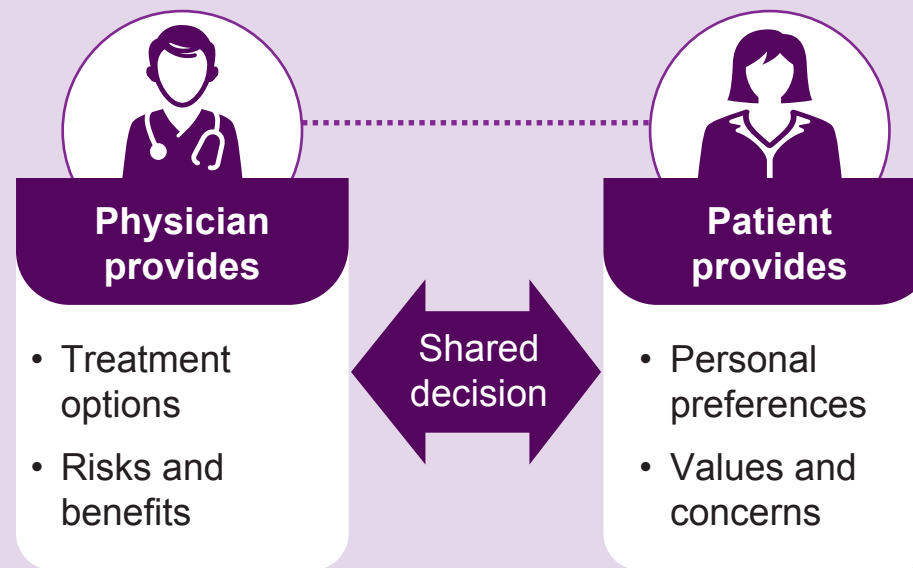 Physician
provides
• Treatment
options
• Risks and
benefits
Shared
decision
Patient
provides
• Personal
preferences
• Values and
concerns